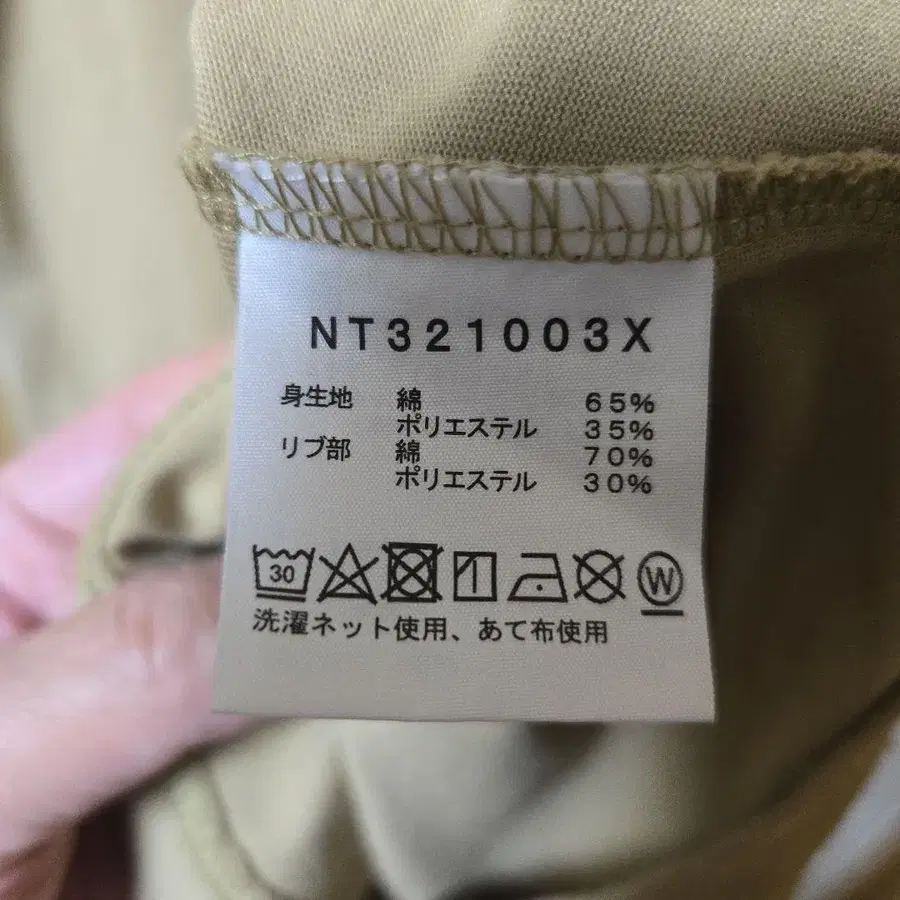 NT321003X
身生地 綿 65%
ポリエステル 35%
リブ部 綿 70%
ポリエステル 30%
30 W
洗濯ネット使用、あて布使用